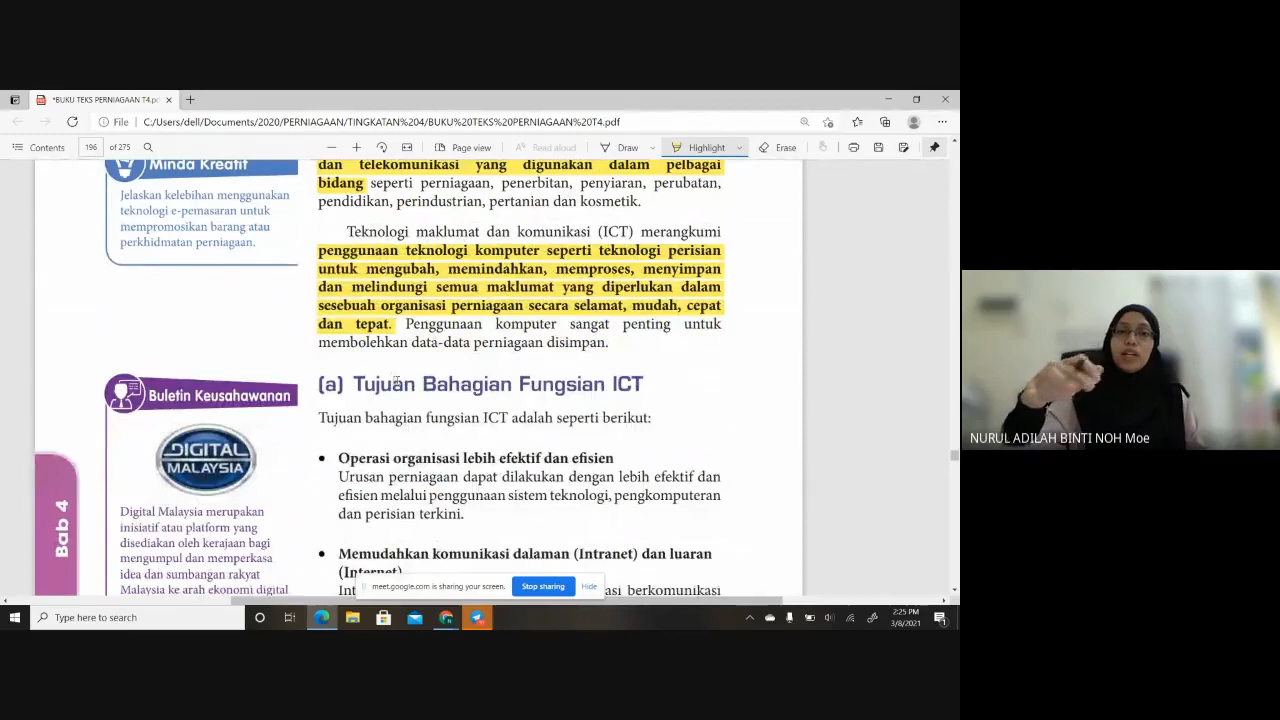 *BUKU TEKS PERNIAGAAN T4.pdf
File
C:/Users/dell/Documents/2020/PERNIAGAAN/TINGKATAN%204/BUKU%20TEKS%20PERNIAGAAN%20T4.pdf
Contents
196 of 275
Page view
Read aloud
Draw
Highlight
Erase
Minda Kreatif
Jelaskan kelebihan menggunakan
teknologi e-pemasaran untuk
mempromosikan barang atau
perkhidmatan perniagaan.
dan telekomunikasi yang digunakan dalam pelbagai
bidang seperti perniagaan, penerbitan, penyiaran, perubatan,
pendidikan, perindustrian, pertanian dan kosmetik.
Teknologi maklumat dan komunikasi (ICT) merangkumi
penggunaan teknologi komputer seperti teknologi perisian
untuk mengubah, memindahkan, memproses, menyimpan
dan melindungi semua maklumat yang diperlukan dalam
sesebuah organisasi perniagaan secara selamat, mudah, cepat
dan tepat. Penggunaan komputer sangat penting untuk
membolehkan data-data perniagaan disimpan.
(a) Tujuan Bahagian Fungsian ICT
Tujuan bahagian fungsian ICT adalah seperti berikut:
• Operasi organisasi lebih efektif dan efisien
Urusan perniagaan dapat dilakukan dengan lebih efektif dan
efisien melalui penggunaan sistem teknologi, pengkomputeran
dan perisian terkini.
• Memudahkan komunikasi dalaman (Intranet) dan luaran
(Internet)
asi berkomunikasi
Buletin Keusahawanan
DIGITAL
MALAYSIA
Digital Malaysia merupakan
inisiatif atau platform yang
disediakan oleh kerajaan bagi
mengumpul dan memperkasa
idea dan sumbangan rakyat
Malaysia ke arah ekonomi digital
Bab 4
meet.google.com is sharing your screen.
Stop sharing
Hide
Type here to search
2:25 PM
3/8/2021
NURUL ADILAH BINTI NOH Moe